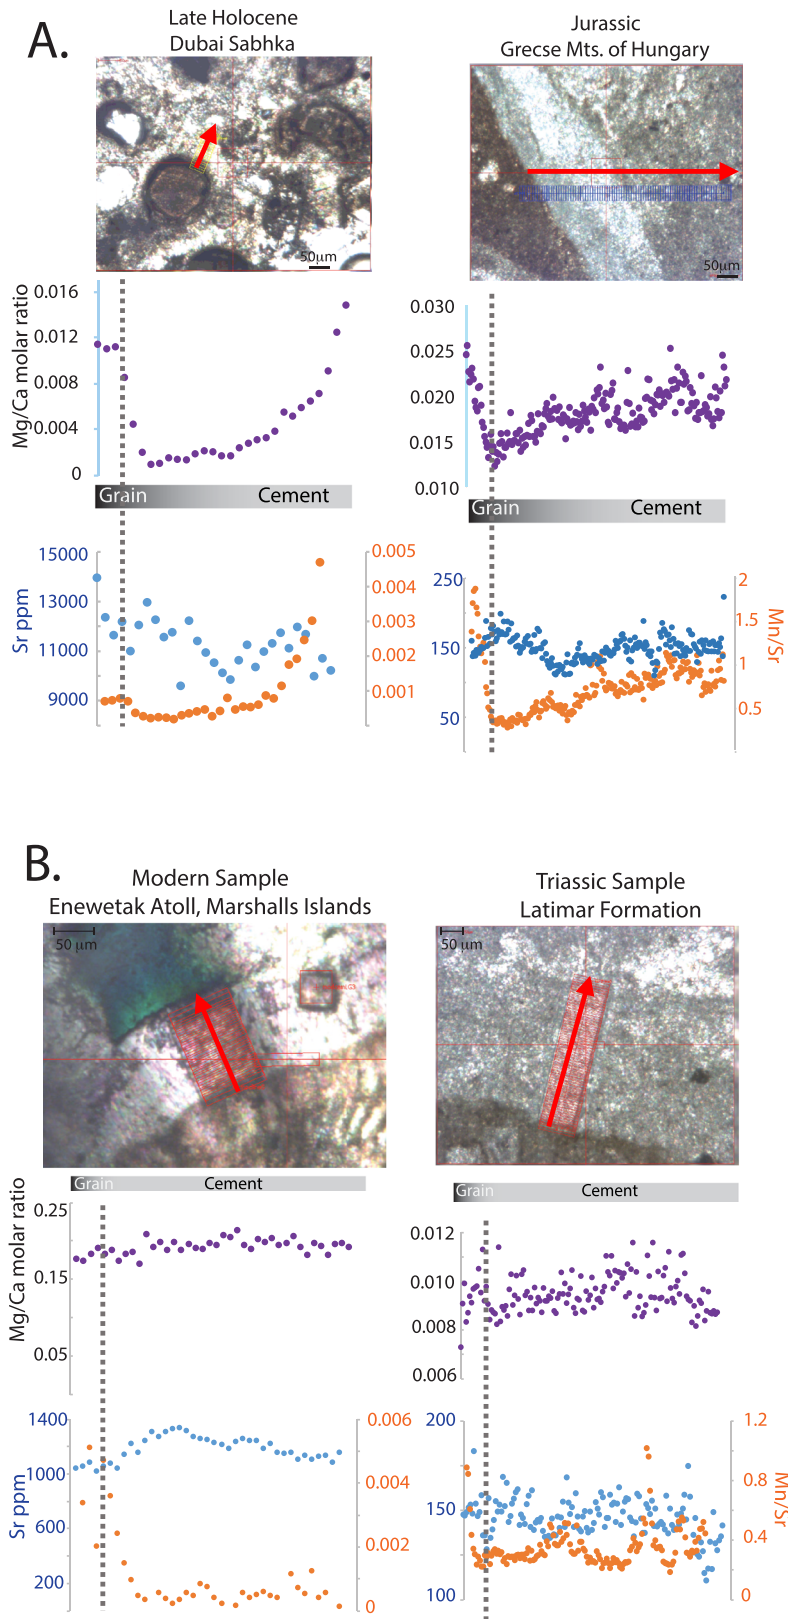 A.
Late Holocene
Dubai Sabhka
Jurassic
Grecse Mts. of Hungary
50μm
50μm
Mg/Ca molar ratio
0.016
0.012
0.008
0.004
0
Grain
Cement
0.030
0.025
0.020
0.015
0.010
Grain
Cement
Sr ppm
15000
13000
11000
9000
0.005
0.004
0.003
0.002
0.001
250
150
50
2
1.5
1
0.5
Mn/Sr
B.
Modern Sample
Enewetak Atoll, Marshalls Islands
Triassic Sample
Latimar Formation
50 μm
50 μm
Grain
Cement
Grain
Cement
Mg/Ca molar ratio
0.25
0.15
0.05
0.012
0.010
0.008
0.006
Sr ppm
1400
1000
600
200
0.006
0.004
0.002
0
200
150
100
1.2
0.8
0.4
0
Mn/Sr